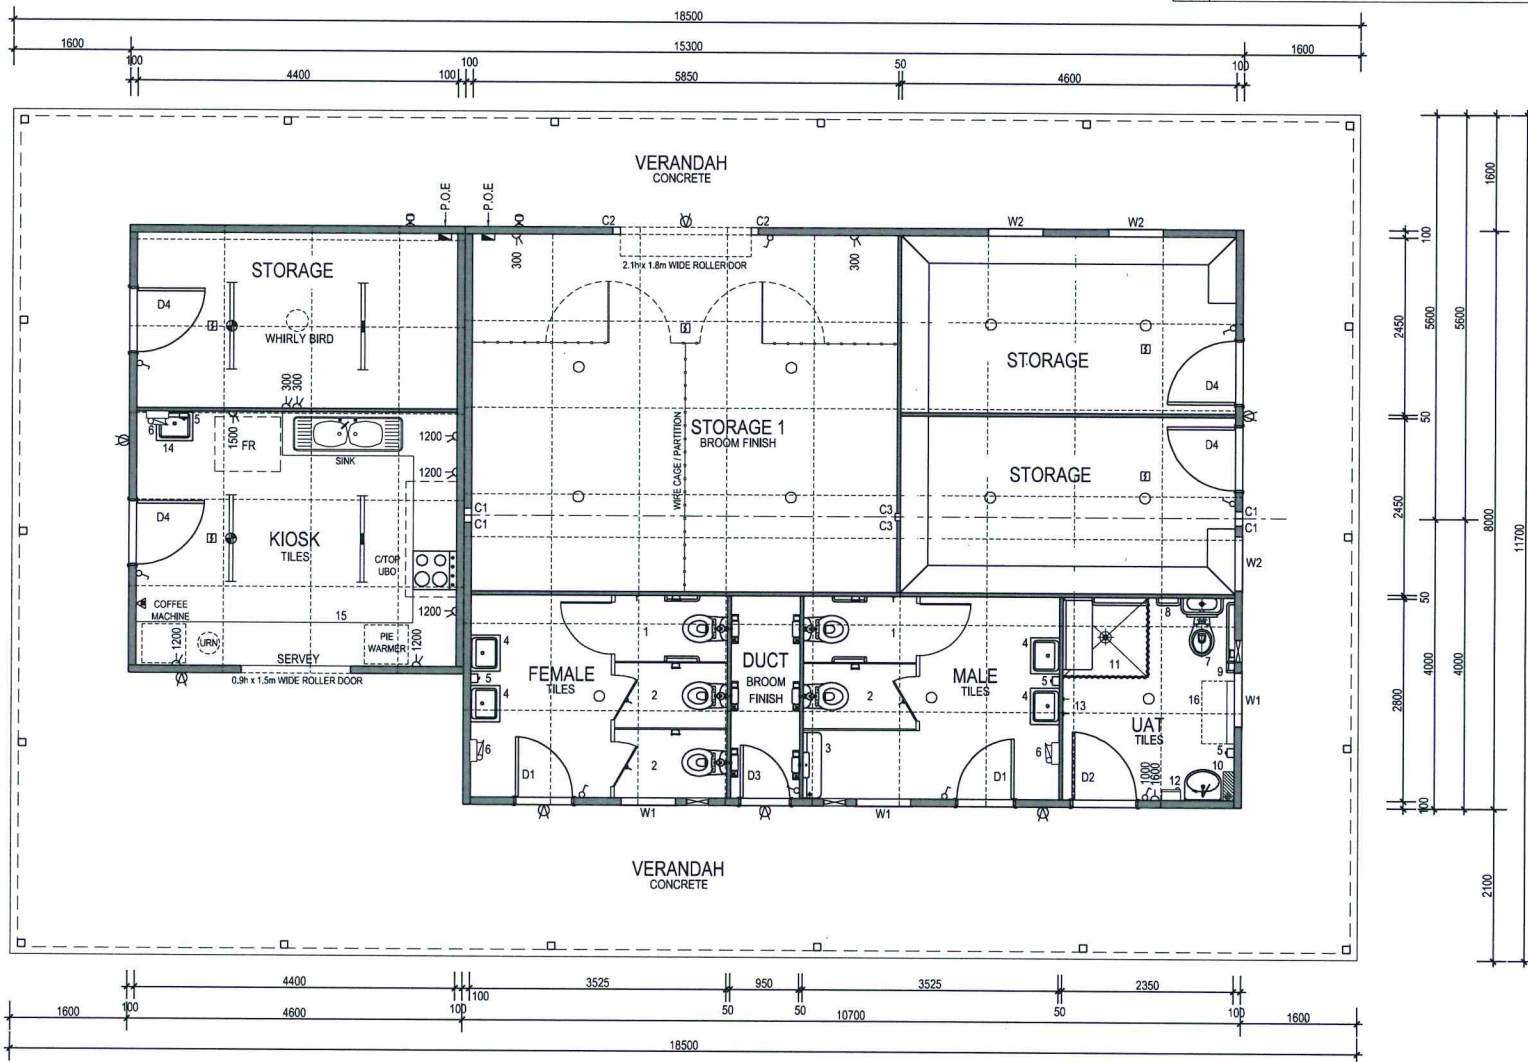 18500
1600 15300 1600
100 4400 100 100 5850 50 4600 100
VERANDAH
CONCRETE
P.O.E P.O.E
C2 C2 W2 W2
2.1h x 1.8m WIDE ROLLER DOR
300 300
STORAGE
D4
WHIRLY BIRD
300 300
STORAGE
D4
STORAGE 1
BROOM FINISH
WIRE CAGE / PARTITION
STORAGE
D4
5
6
14
1500
FR
SINK
1200
1200
C1
C1
C3
C3
C1
C1
W2
D4
KIOSK
TILES
C/TOP
UBO
COFFEE
MACHINE
15
1200
1200
URN
PIE
WARMER
1200
SERVEY
0.9h x 1.5m WIDE ROLLER DOOR
FEMALE
TILES
4
5
4
6
1
2
2
D1
W1
DUCT
BROOM
FINISH
D3
MALE
TILES
1
2
3
4
5
4
6
D1
W1
UAT
TILES
8
7
11
9
13
16
W1
5
10
12
1000
1600
D2
VERANDAH
CONCRETE
1600
100
2450
50
2450
50
2800
100
5600
4000
5600
4000
8000
2100
11700
4400 100 3525 950 3525 2350
1600 100 4600 100 50 50 10700 50 100 1600
18500